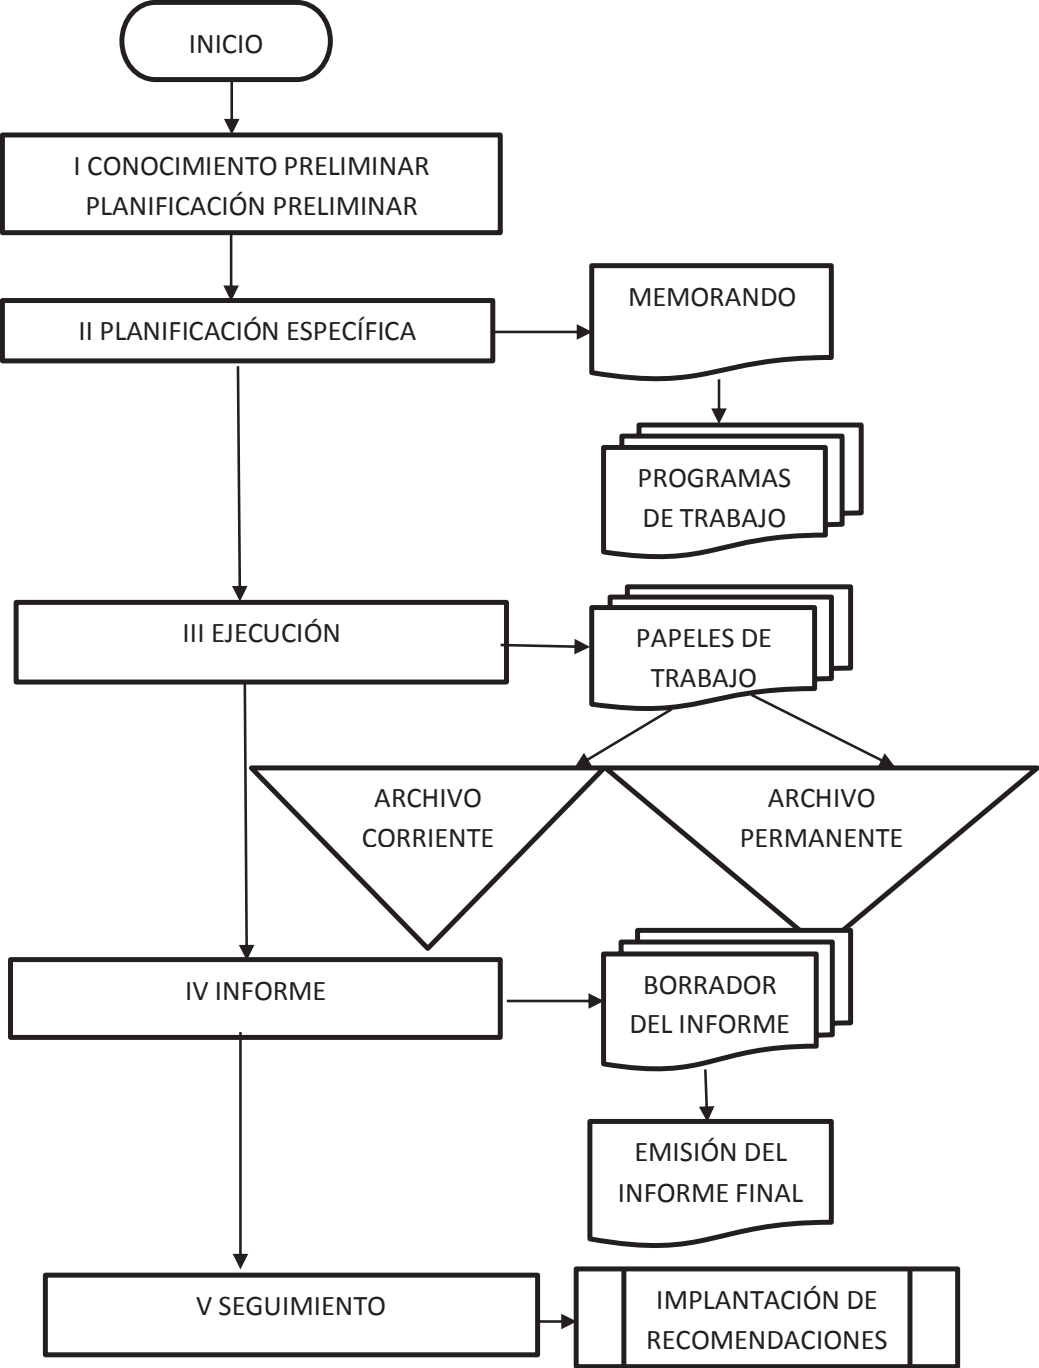 INICIO
I CONOCIMIENTO PRELIMINAR
PLANIFICACIÓN PRELIMINAR
II PLANIFICACIÓN ESPECÍFICA
MEMORANDO
PROGRAMAS
DE TRABAJO
III EJECUCIÓN
PAPELES DE
TRABAJO
ARCHIVO
CORRIENTE
ARCHIVO
PERMANENTE
IV INFORME
BORRADOR
DEL INFORME
EMISIÓN DEL
INFORME FINAL
V SEGUIMIENTO
IMPLANTACIÓN DE
RECOMENDACIONES